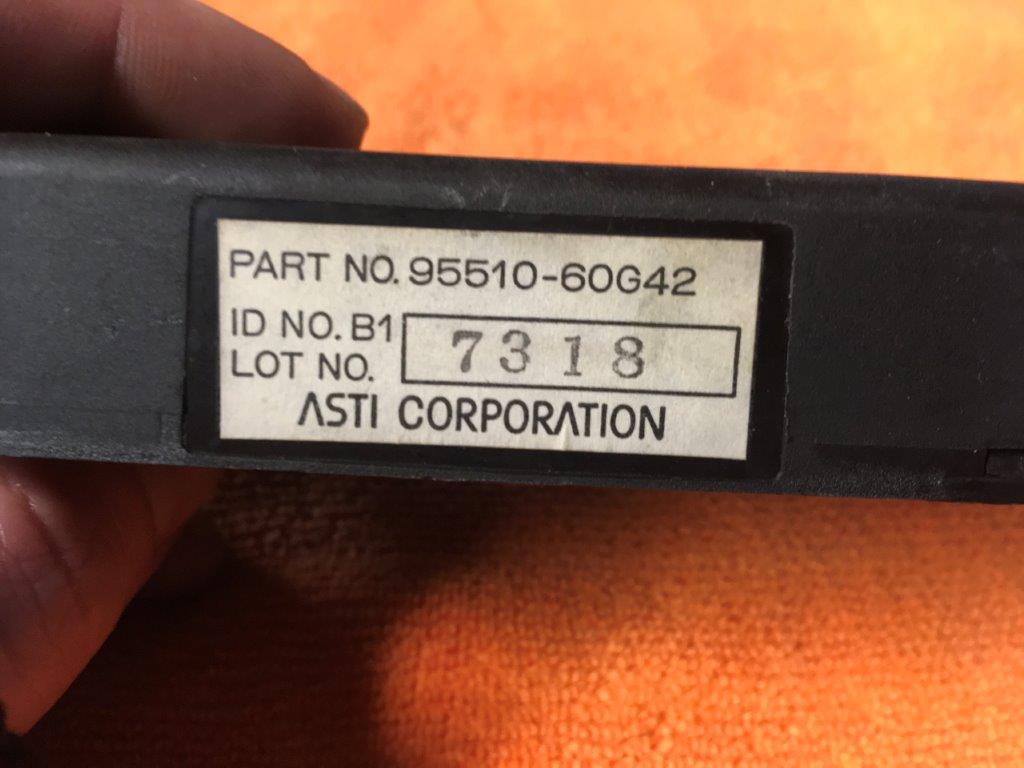 PART NO. 95510-60G42
ID NO. B1
LOT NO. 7318
ASTI CORPORATION